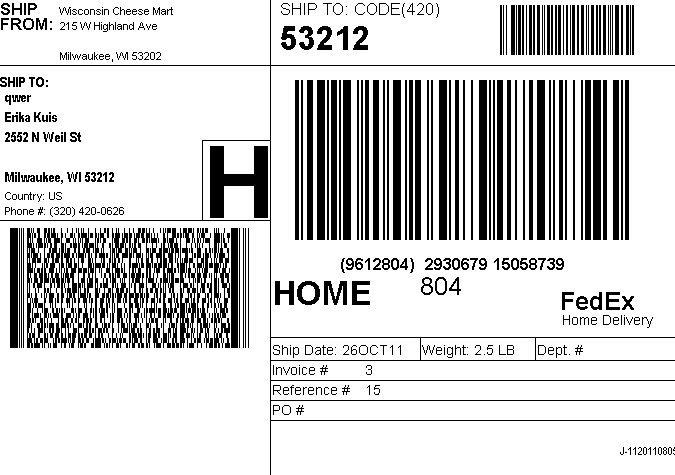 SHIP
FROM:
Wisconsin Cheese Mart
215 W Highland Ave
Milwaukee, WI 53202
SHIP TO:
qwer
Erika Kuis
2552 N Weil St
Milwaukee, WI 53212
Country: US
Phone #: (320) 420-0626
H
SHIP TO: CODE(420)
53212
(9612804) 2930679 15058739
HOME
804
FedEx
Home Delivery
Ship Date: 26OCT11 Weight: 2.5 LB Dept. #
Invoice # 3
Reference # 15
PO #
J-1120110805